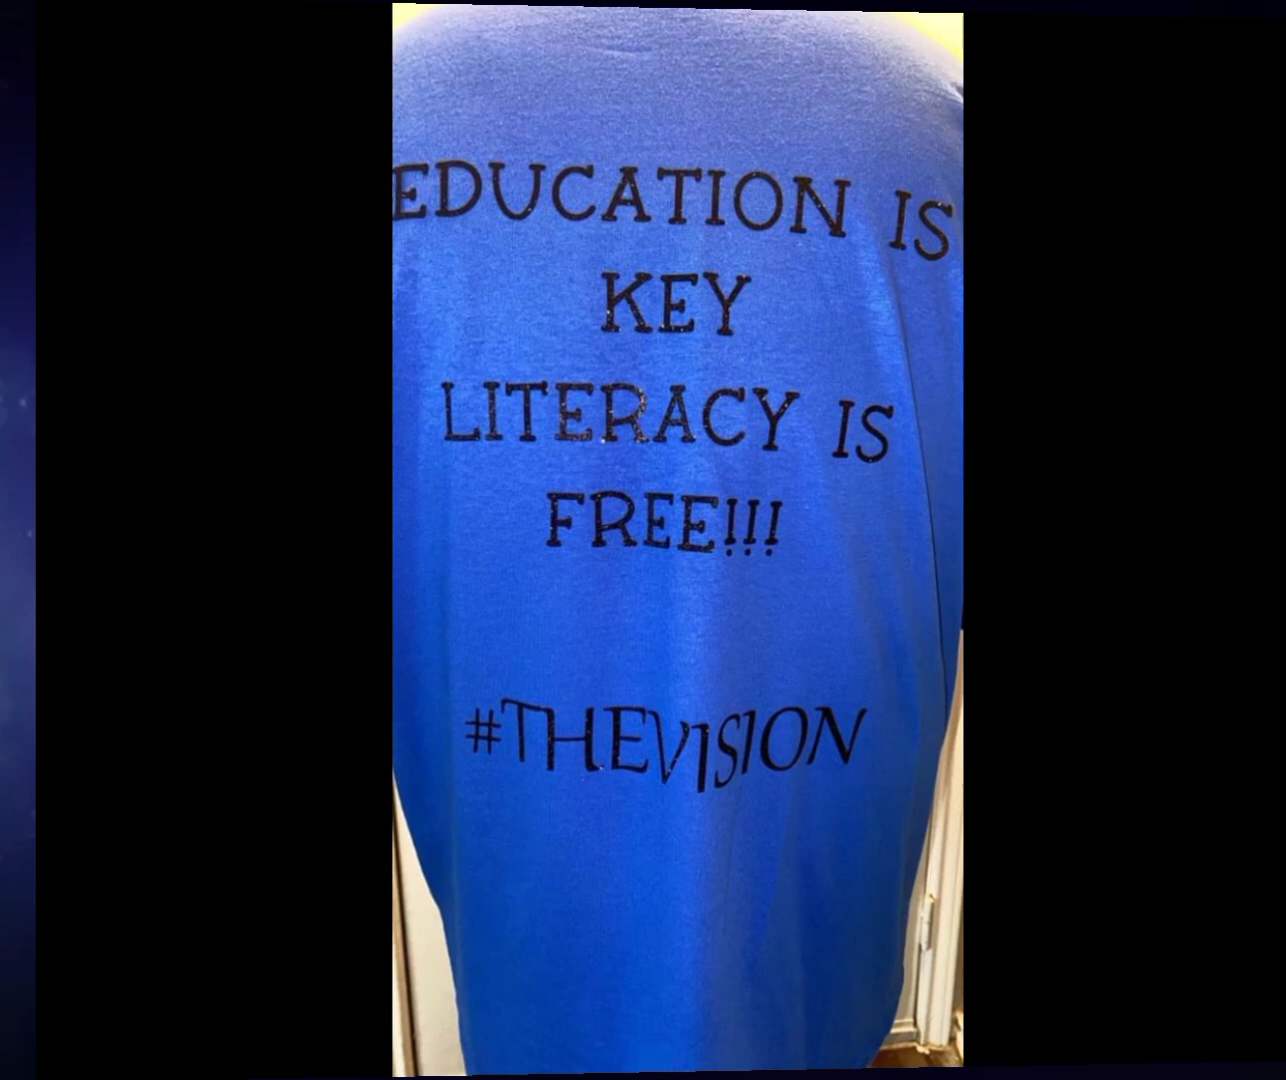 EDUCATION IS
KEY
LITERACY IS
FREE!!!
#THEVISION